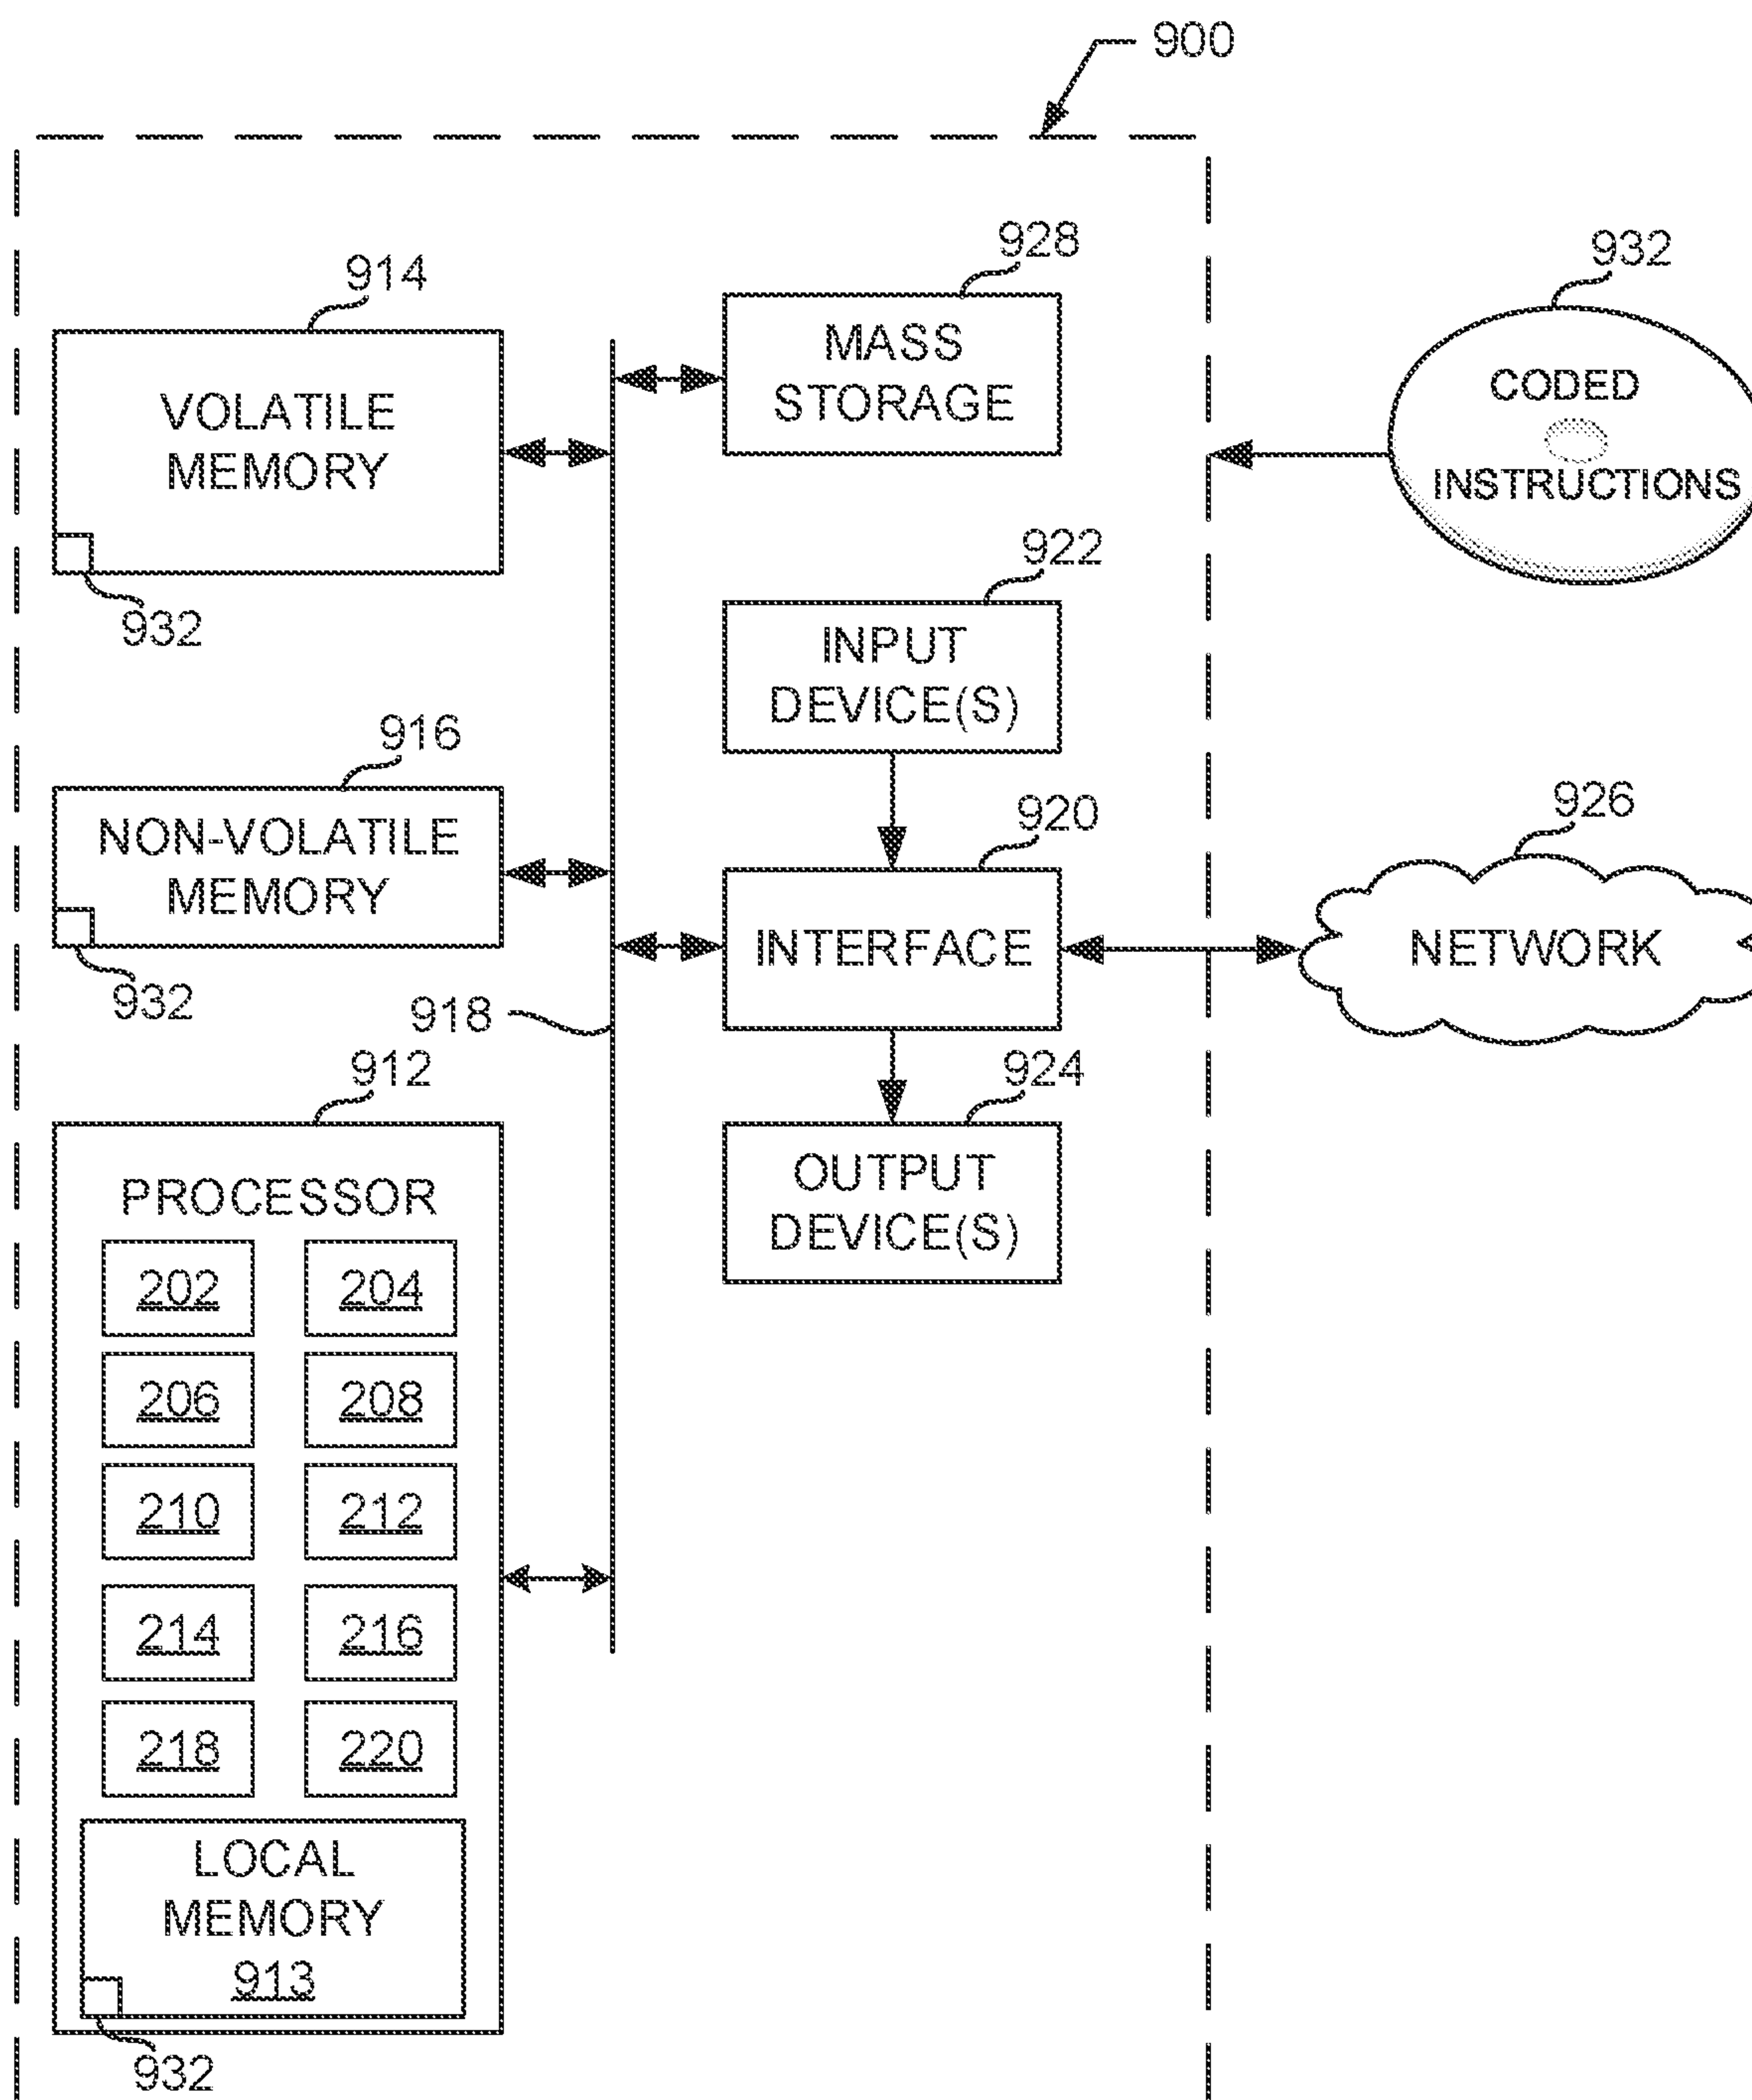 900
914
VOLATILE
MEMORY
932
928
MASS
STORAGE
932
CODED
INSTRUCTIONS
922
INPUT
DEVICE(S)
916
NON-VOLATILE
MEMORY
932
918
920
INTERFACE
926
NETWORK
924
OUTPUT
DEVICE(S)
912
PROCESSOR
202 204
206 208
210 212
214 216
218 220
LOCAL
MEMORY
913
932